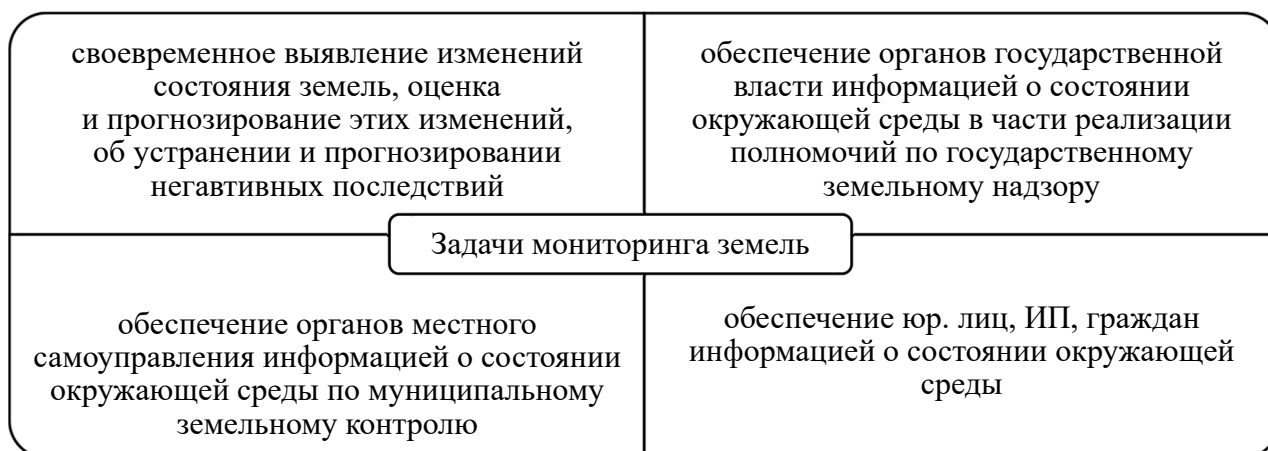 своевременное выявление изменений
состояния земель, оценка
и прогнозирование этих изменений,
об устранении и прогнозировании
негавтивных последствий
обеспечение органов государственной
власти информацией о состоянии
окружающей среды в части реализации
полномочий по государственному
земельному надзору
Задачи мониторинга земель
обеспечение органов местного
самоуправления информацией о состоянии
окружающей среды по муниципальному
земельному контролю
обеспечение юр. лиц, ИП, граждан
информацией о состоянии окружающей
среды